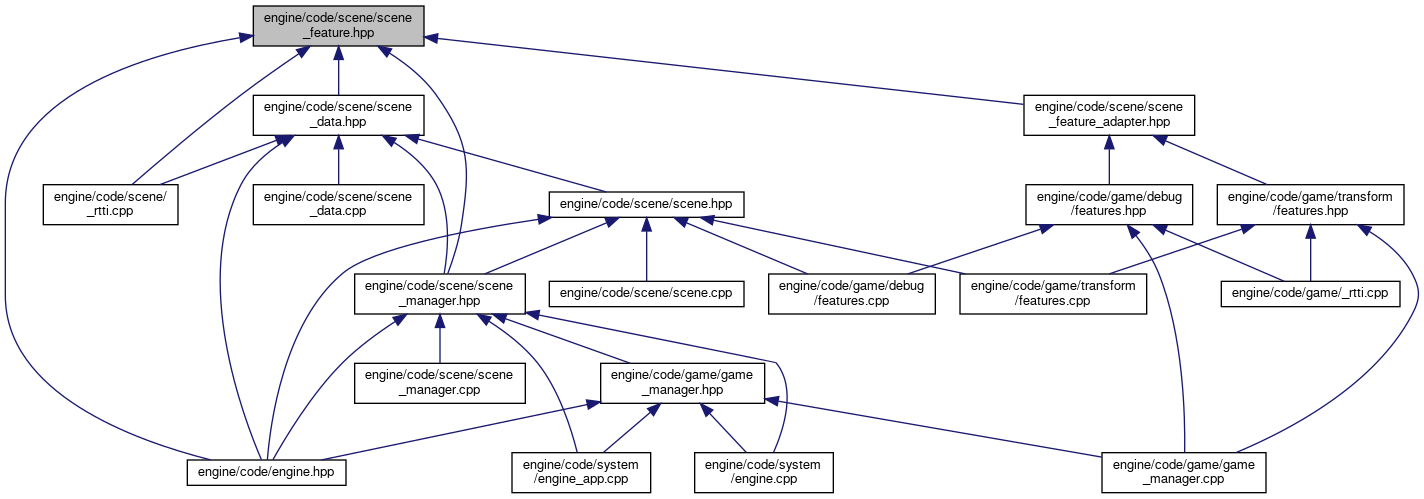 engine/code/scene/scene
_feature.hpp
engine/code/scene/scene
_data.hpp
engine/code/scene/scene
_feature_adapter.hpp
engine/code/scene/
_rtti.cpp
engine/code/scene/scene
_data.cpp
engine/code/scene/scene.hpp
engine/code/game/debug
/features.hpp
engine/code/game/transform
/features.hpp
engine/code/scene/scene
_manager.hpp
engine/code/scene/scene.cpp
engine/code/game/debug
/features.cpp
engine/code/game/transform
/features.cpp
engine/code/game/_rtti.cpp
engine/code/scene/scene
_manager.cpp
engine/code/game/game
_manager.hpp
engine/code/engine.hpp
engine/code/system
/engine_app.cpp
engine/code/system
/engine.cpp
engine/code/game/game
_manager.cpp